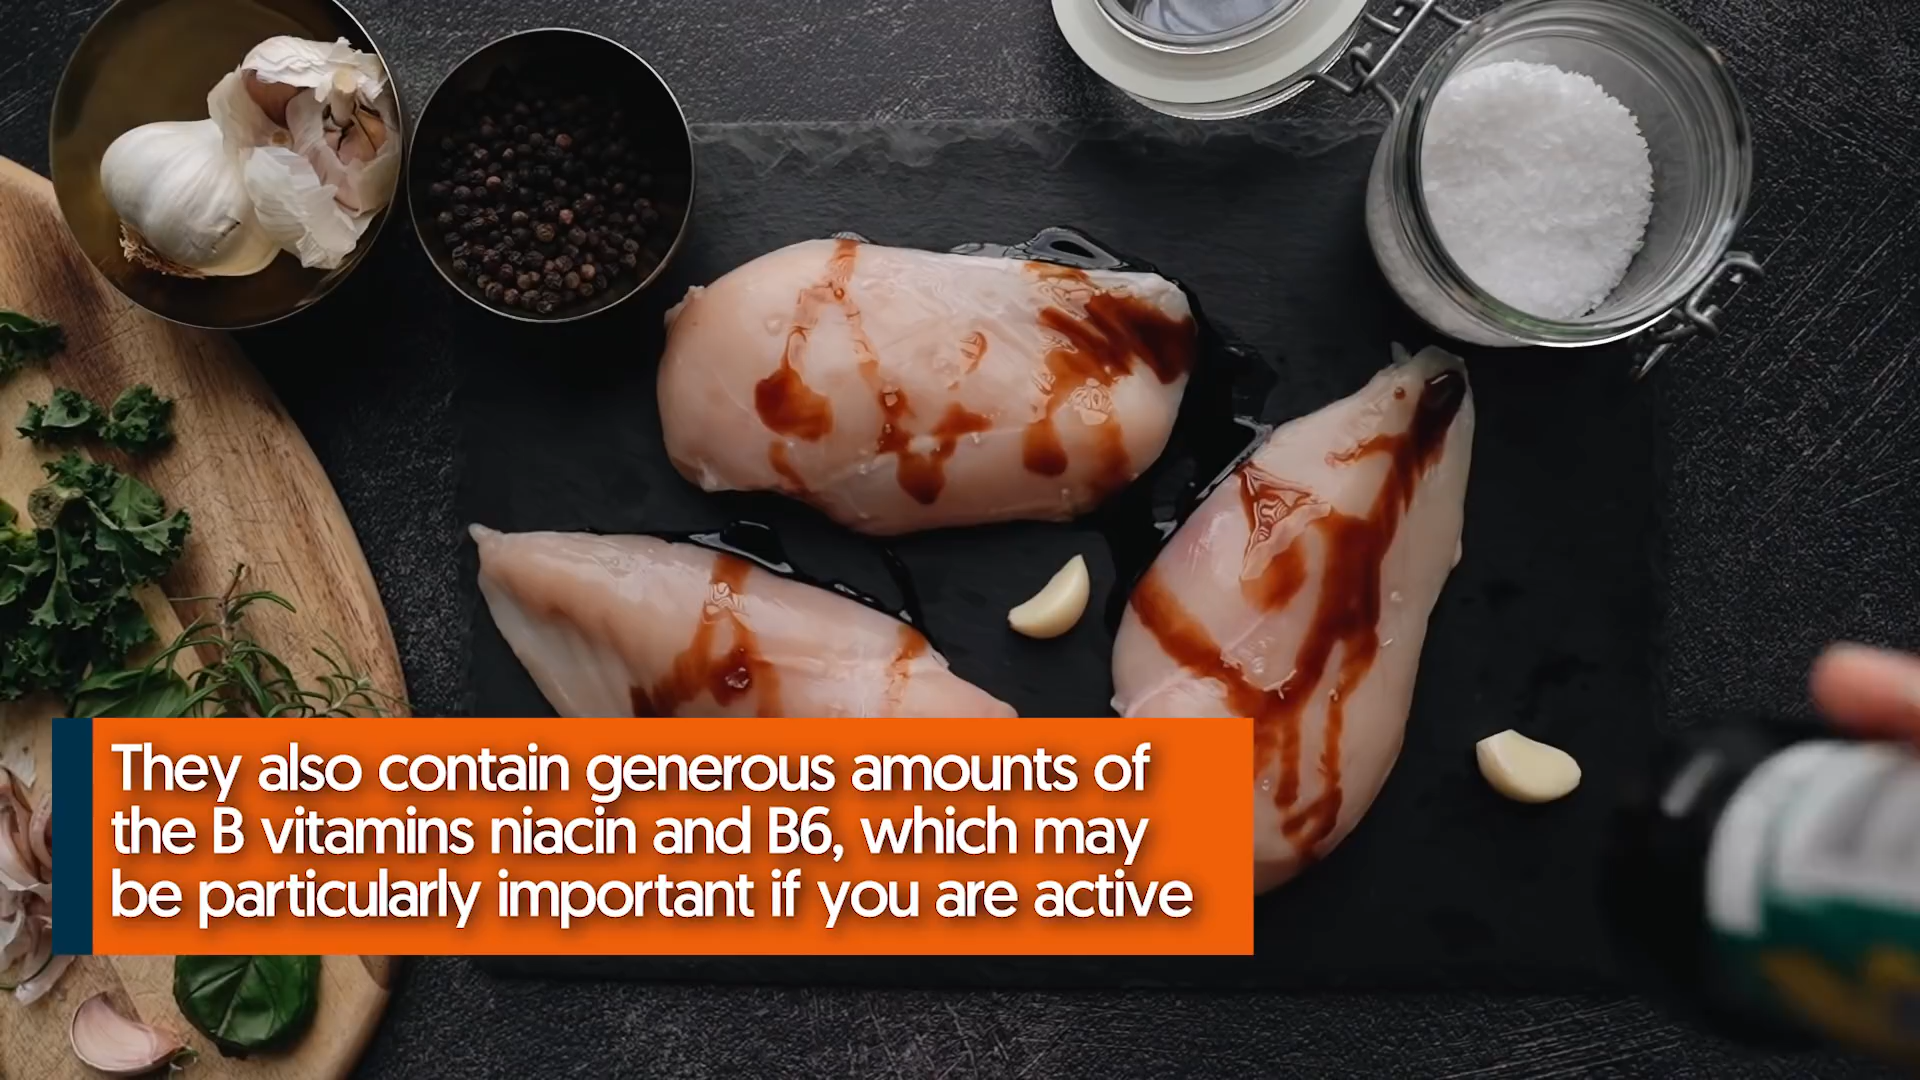 They also contain generous amounts of
the B vitamins niacin and B6, which may
be particularly important if you are active